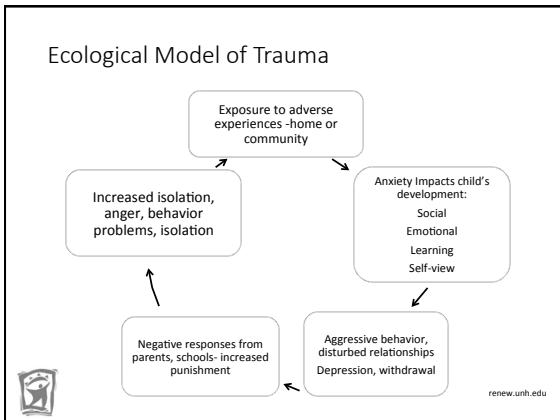 Ecological Model of Trauma
Exposure to adverse
experiences -home or
community
Anxiety Impacts child's
development:
Social
Emotional
Learning
Self-view
Aggressive behavior,
disturbed relationships
Depression, withdrawal
Negative responses from
parents, schools- increased
punishment
Increased isolation,
anger, behavior
problems, isolation
renew.unh.edu